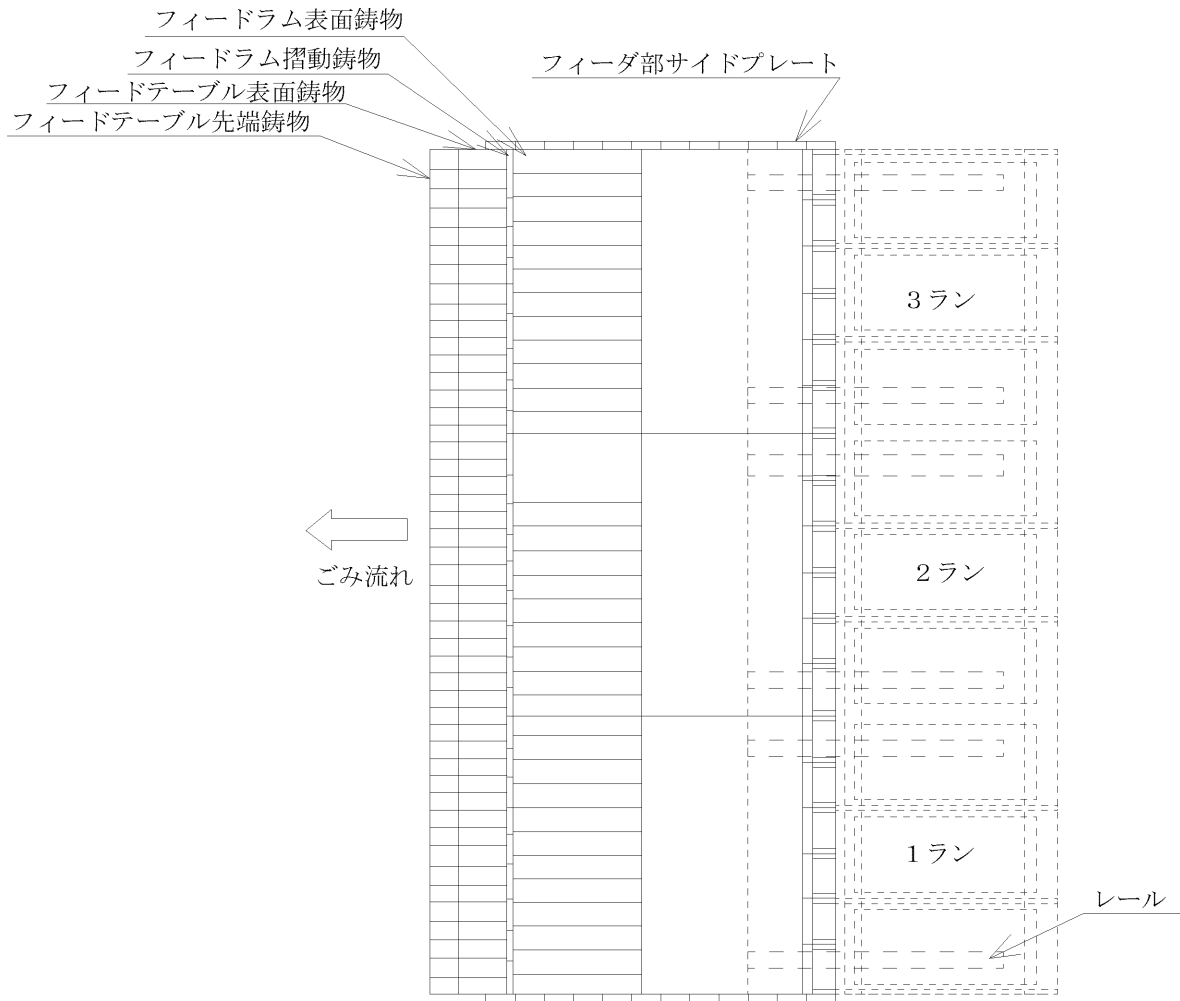 フィードラム表面鋳物
フィードラム摺動鋳物
フィーダ部サイドプレート
フィードテーブル表面鋳物
フィードテーブル先端鋳物
3ラン
ごみ流れ
2ラン
1ラン
レール